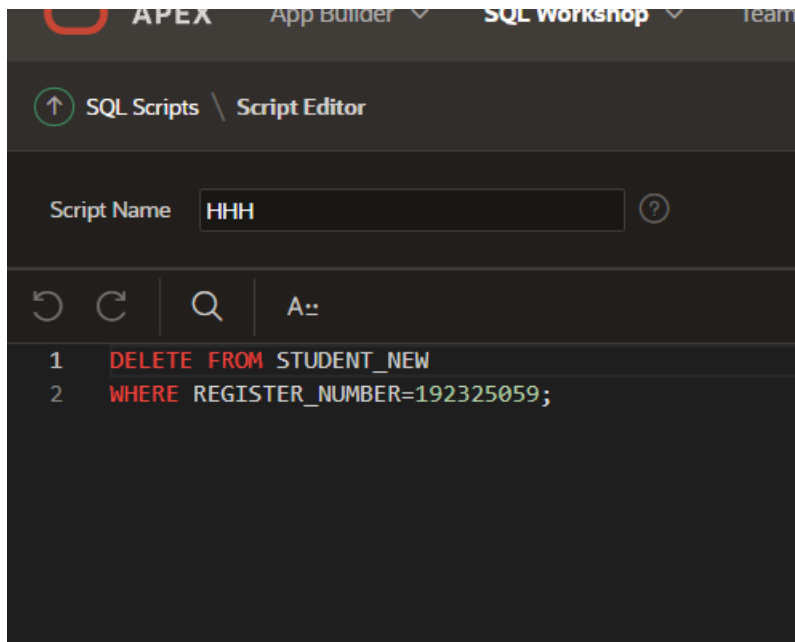 APEX App Builder SQL Workshop Team
SQL Scripts \ Script Editor
Script Name HHH ?
A::
1 DELETE FROM STUDENT_NEW
2 WHERE REGISTER_NUMBER=192325059;